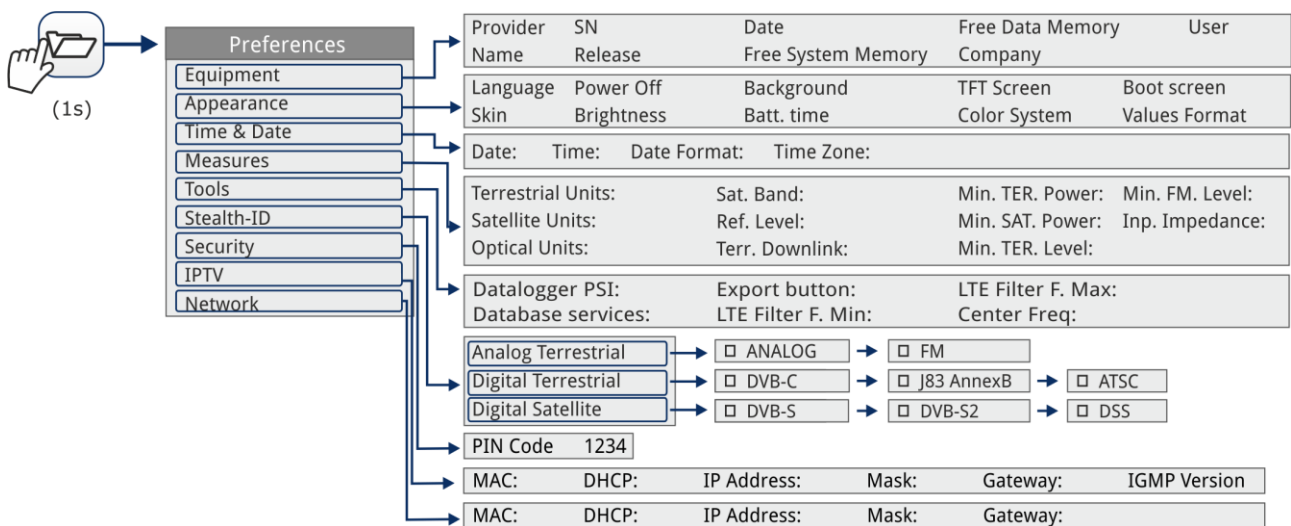 (1s)
Preferences
Equipment
Appearance
Time & Date
Measures
Tools
Stealth-ID
Security
IPTV
Network
Provider SN Date Free Data Memory User
Name Release Free System Memory Company
Language Power Off Background TFT Screen Boot screen
Skin Brightness Batt. time Color System Values Format
Date: Time: Date Format: Time Zone:
Terrestrial Units: Sat. Band: Min. TER. Power: Min. FM. Level:
Satellite Units: Ref. Level: Min. SAT. Power: Inp. Impedance:
Optical Units: Terr. Downlink: Min. TER. Level:
Datalogger PSI: Export button: LTE Filter F. Max:
Database services: LTE Filter F. Min: Center Freq:
Analog Terrestrial ANALOG FM
Digital Terrestrial DVB-C J83 AnnexB ATSC
Digital Satellite DVB-S DVB-S2 DSS
PIN Code 1234
MAC: DHCP: IP Address: Mask: Gateway: IGMP Version
MAC: DHCP: IP Address: Mask: Gateway: